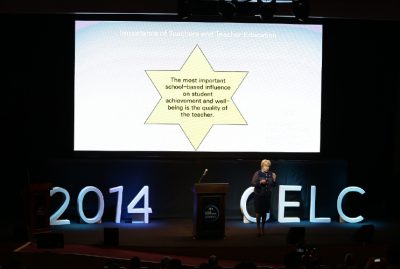 Importance of Teachers and Teacher Education
The most important
school-based influence
on student
achievement and well-
being is the quality of
the teacher.
2014 CELC